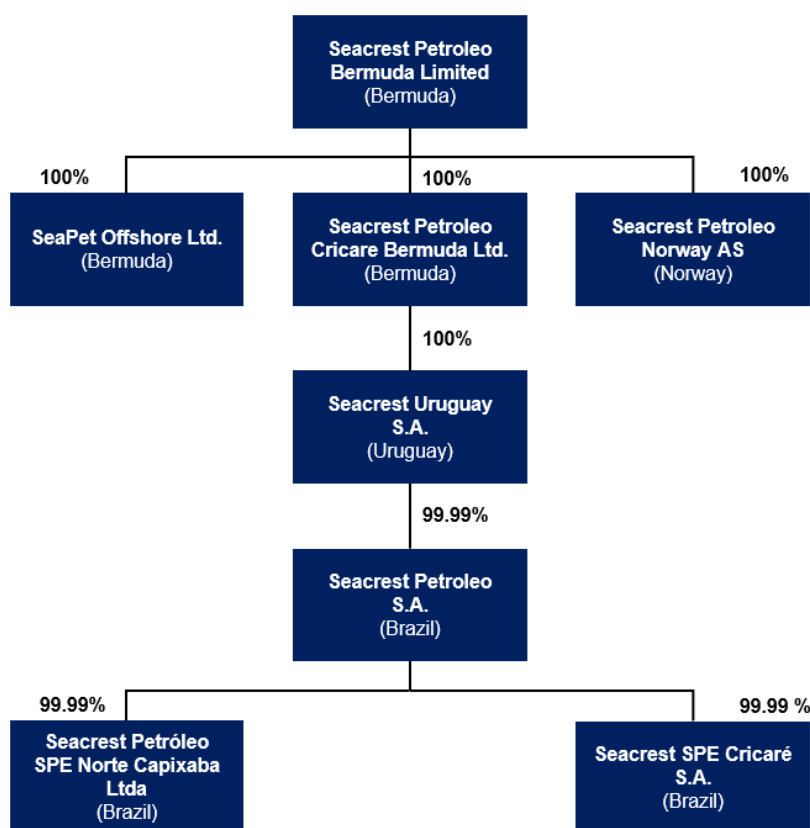 Seacrest Petroleo
Bermuda Limited
(Bermuda)
100%
100%
100%
SeaPet Offshore Ltd.
(Bermuda)
Seacrest Petroleo
Cricare Bermuda Ltd.
(Bermuda)
Seacrest Petroleo
Norway AS
(Norway)
100%
Seacrest Uruguay
S.A.
(Uruguay)
99.99%
Seacrest Petroleo
S.A.
(Brazil)
99.99%
99.99 %
Seacrest Petróleo
SPE Norte Capixaba
Ltda
(Brazil)
Seacrest SPE Cricaré
S.A.
(Brazil)